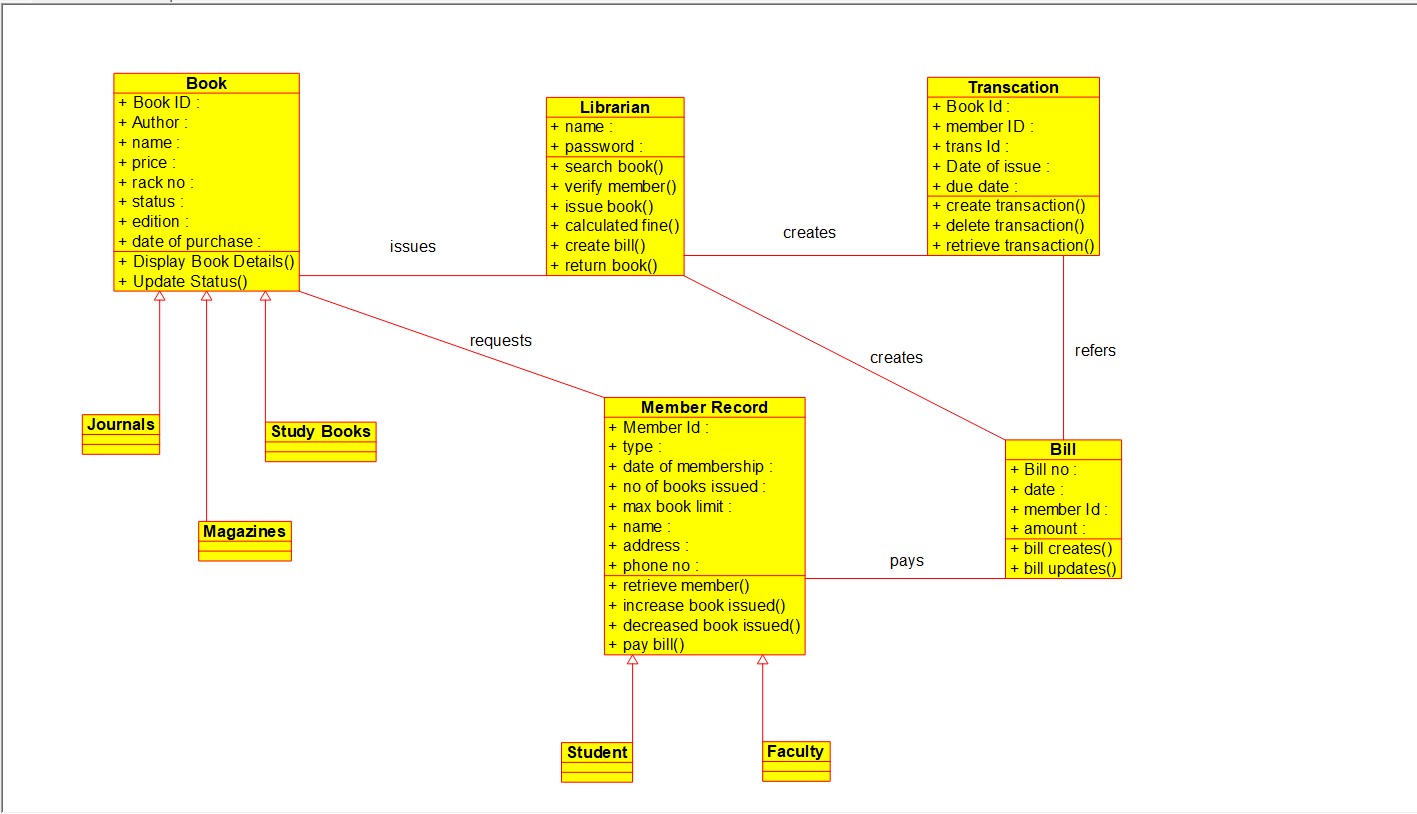 Book
+ Book ID :
+ Author :
+ name :
+ price :
+ rack no :
+ status :
+ edition :
+ date of purchase :
+ Display Book Details()
+ Update Status()
issues
Librarian
+ name :
+ password :
+ search book()
+ verify member()
+ issue book()
+ calculated fine()
+ create bill()
+ return book()
creates
Transcation
+ Book Id :
+ member ID :
+ trans Id :
+ Date of issue :
+ due date :
+ create transaction()
+ delete transaction()
+ retrieve transaction()
requests
creates
refers
Journals
Study Books
Magazines
Member Record
+ Member Id :
+ type :
+ date of membership :
+ no of books issued :
+ max book limit :
+ name :
+ address :
+ phone no :
+ retrieve member()
+ increase book issued()
+ decreased book issued()
+ pay bill()
pays
Bill
+ Bill no :
+ date :
+ member Id :
+ amount :
+ bill creates()
+ bill updates()
Student
Faculty